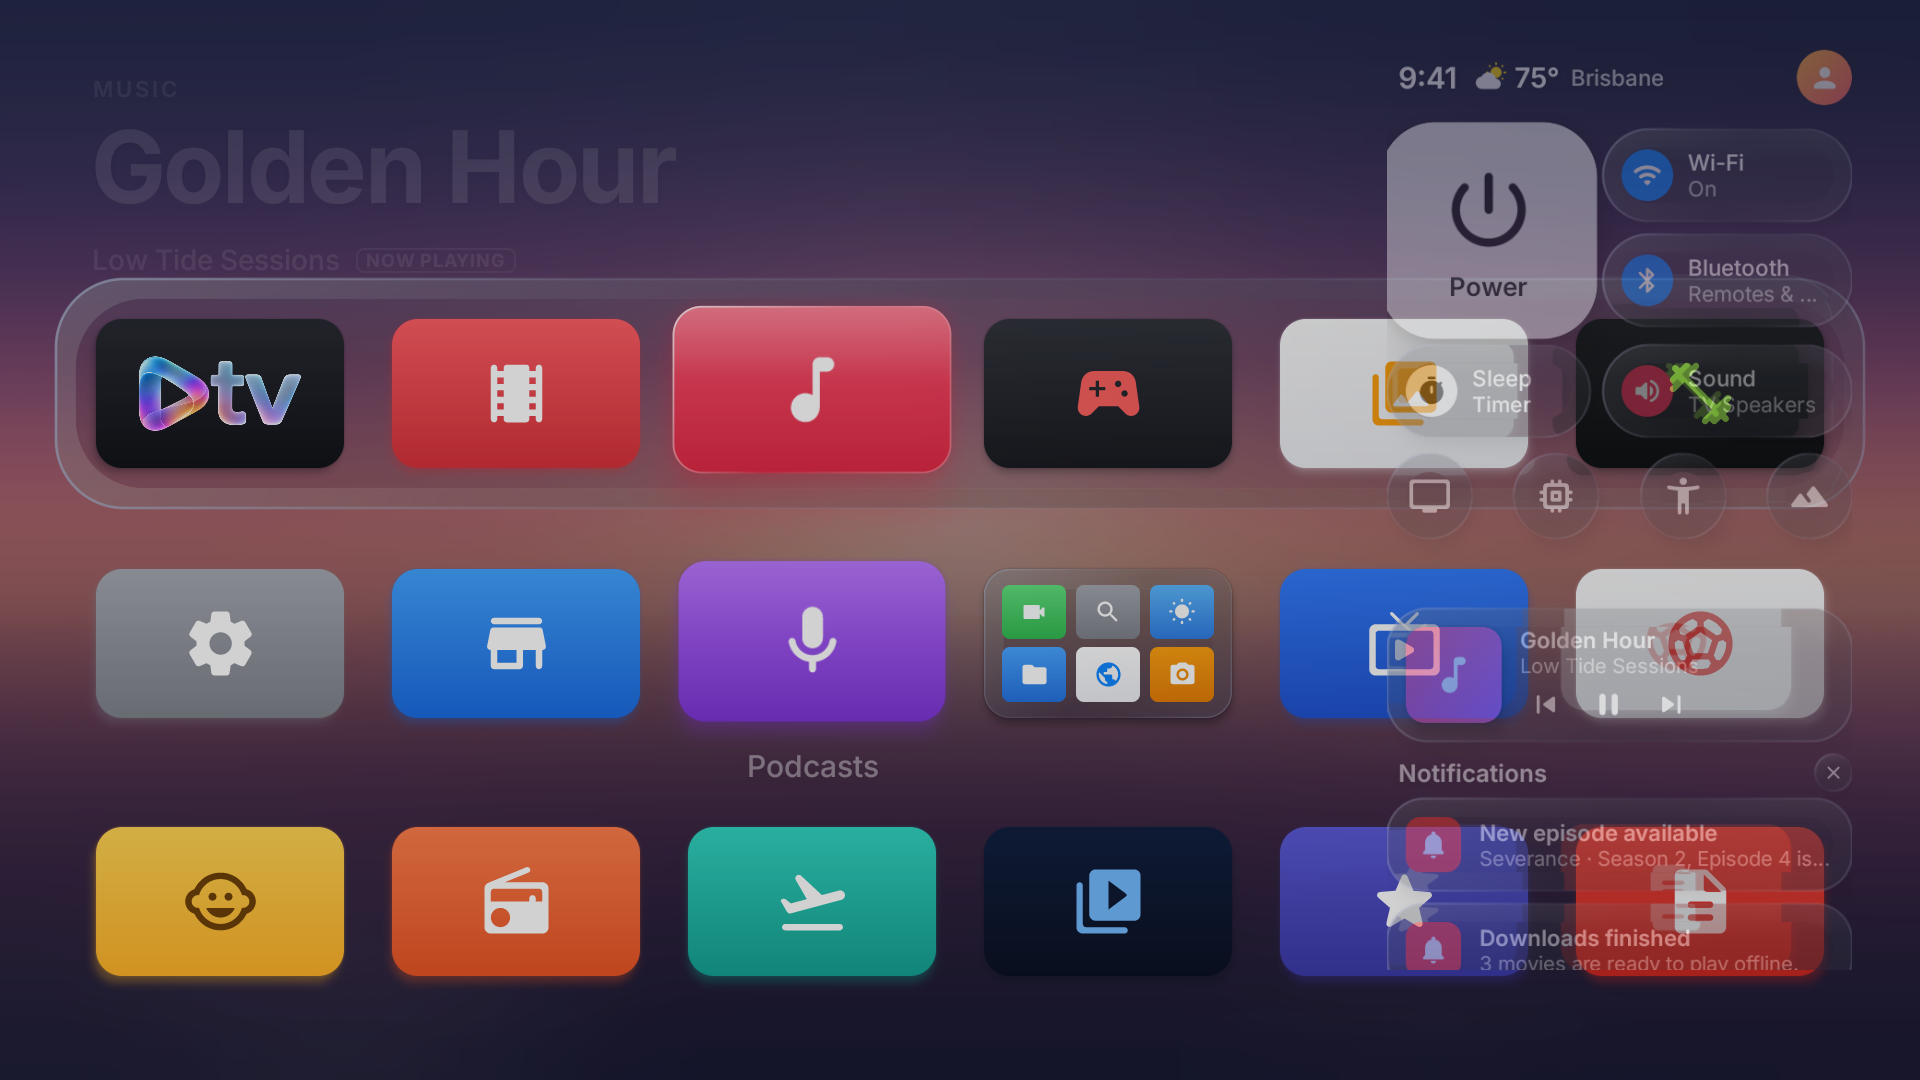 MUSIC
Golden Hour
Low Tide Sessions NOW PLAYING
9:41 75° Brisbane
Power
Wi-Fi
On
Bluetooth
Remotes & ...
Sleep
Timer
Sound
Speakers
tv
Podcasts
Golden Hour
Low Tide Sessions
Notifications
New episode available
Severance · Season 2, Episode 4 is...
Downloads finished
3 movies are ready to play offline.